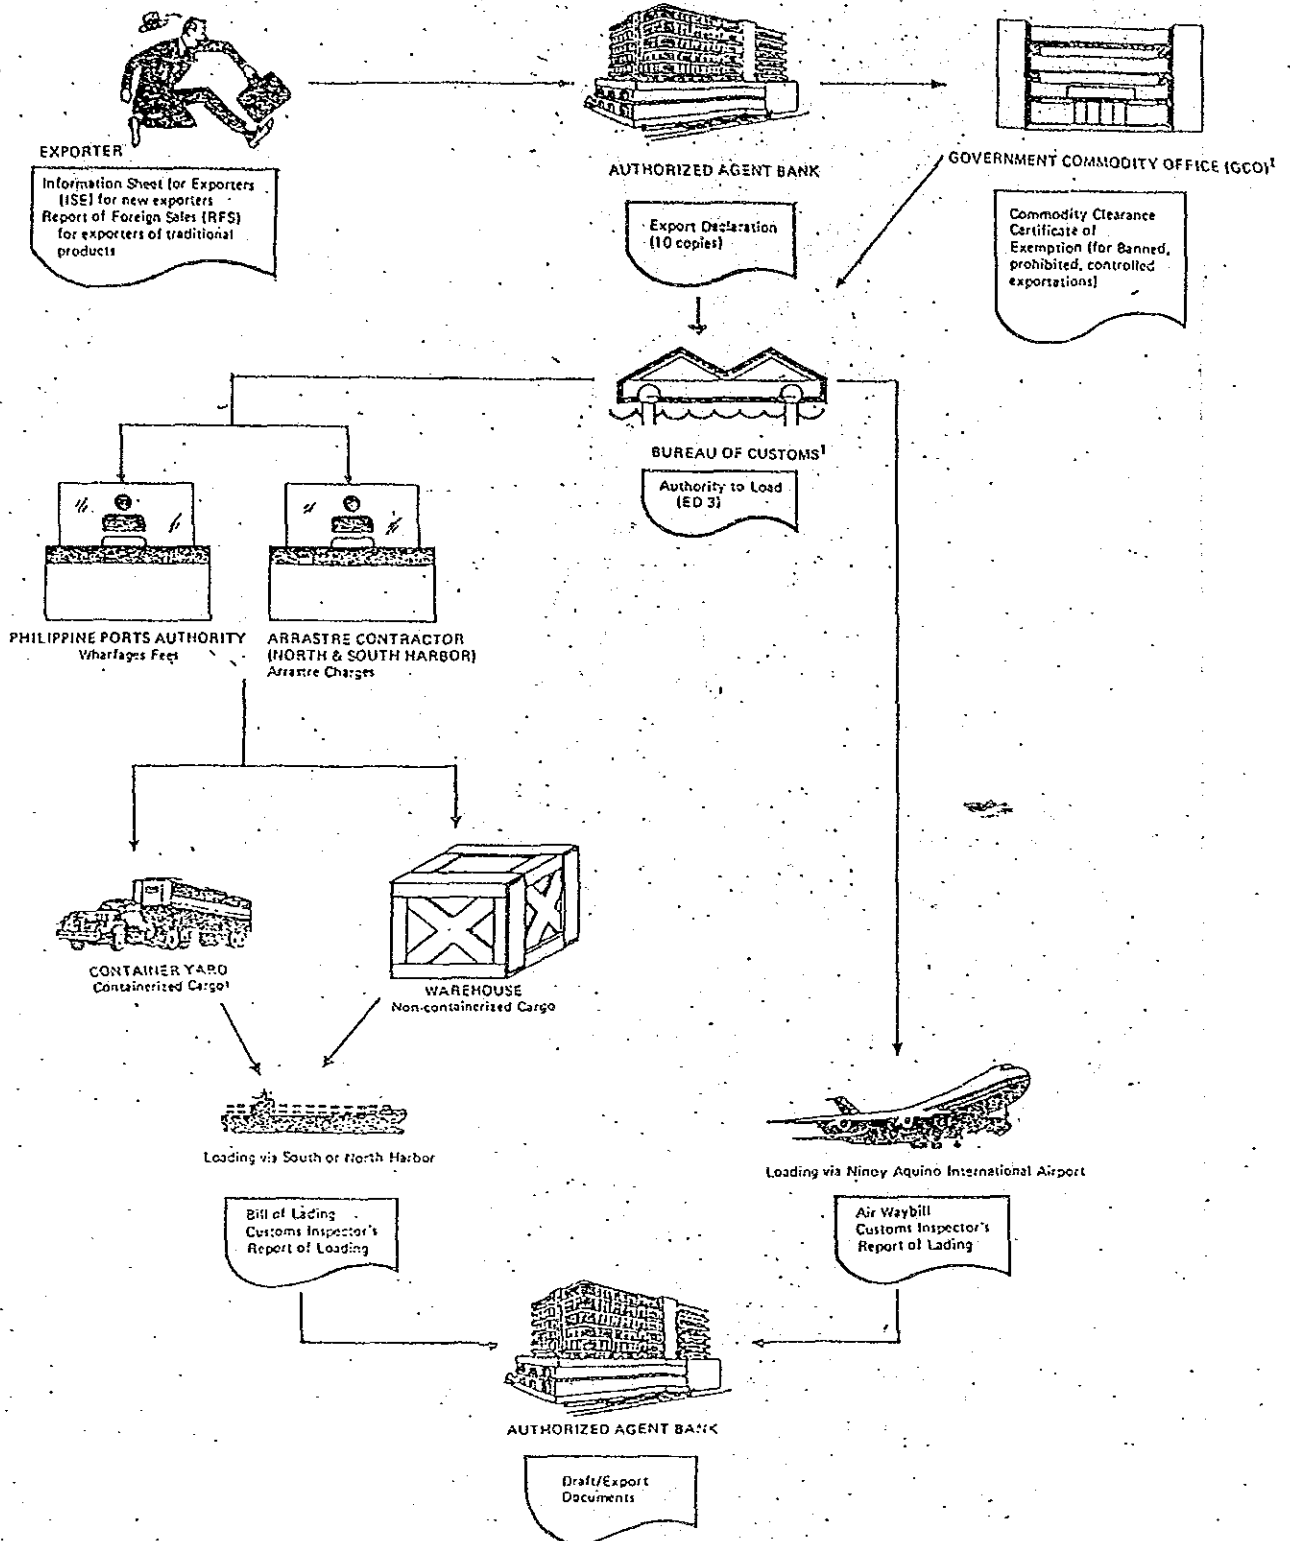 EXPORTER
Information Sheet for Exporters
(ISE) for new exporters
Report of Foreign Sales (RFS)
for exporters of traditional
products
AUTHORIZED AGENT BANK
Export Declaration
(10 copies)
GOVERNMENT COMMODITY OFFICE (GCO)¹
Commodity Clearance
Certificate of
Exemption (for Banned,
prohibited, controlled
exportations)
BUREAU OF CUSTOMS¹
Authority to Load
(ED 3)
PHILIPPINE PORTS AUTHORITY
Wharfages Fees
ARRASTRE CONTRACTOR
(NORTH & SOUTH HARBOR)
Arrastre Charges
CONTAINER YARD
Containerized Cargo¹
WAREHOUSE
Non-containerized Cargo
Loading via South or North Harbor
Bill of Lading
Customs Inspector's
Report of Loading
Loading via Ninoy Aquino International Airport
Air Waybill
Customs Inspector's
Report of Lading
AUTHORIZED AGENT BANK
Draft/Export
Documents